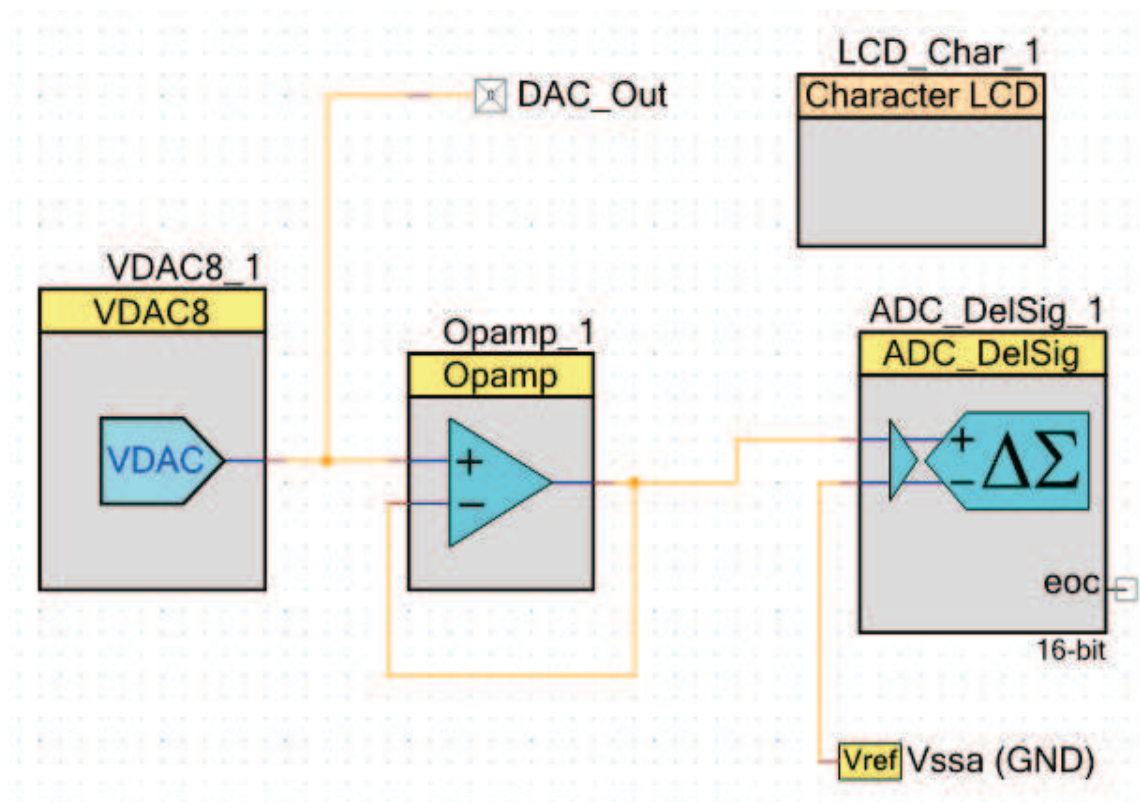 LCD_Char_1
Character LCD
DAC_Out
VDAC8_1
VDAC8
VDAC
Opamp_1
Opamp
+
−
ADC_DelSig_1
ADC_DelSig
+
−
ΔΣ
eoc
16-bit
Vref Vssa (GND)